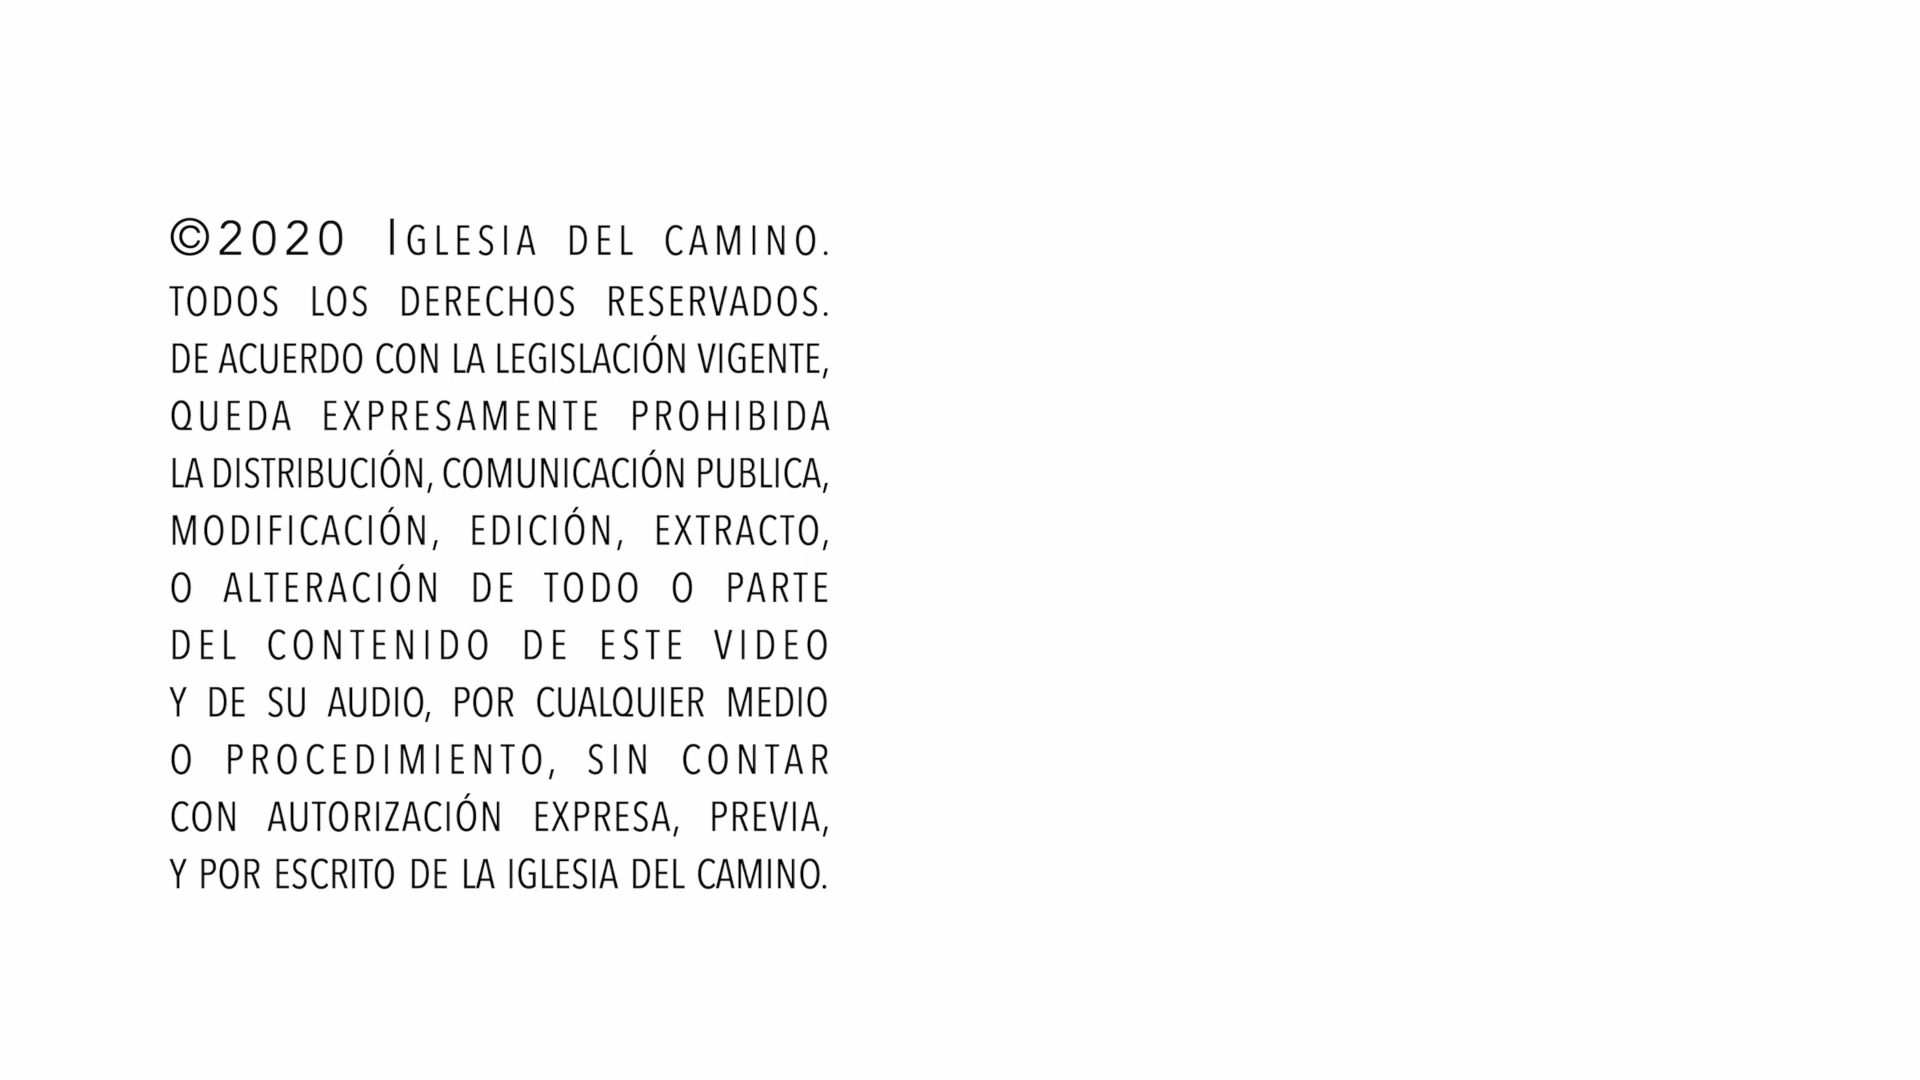 ©2020 Iglesia del camino.
TODOS LOS DERECHOS RESERVADOS.
DE ACUERDO CON LA LEGISLACIÓN VIGENTE,
QUEDA EXPRESAMENTE PROHIBIDA
LA DISTRIBUCIÓN, COMUNICACIÓN PUBLICA,
MODIFICACIÓN, EDICIÓN, EXTRACTO,
O ALTERACIÓN DE TODO O PARTE
DEL CONTENIDO DE ESTE VIDEO
Y DE SU AUDIO, POR CUALQUIER MEDIO
O PROCEDIMIENTO, SIN CONTAR
CON AUTORIZACIÓN EXPRESA, PREVIA,
Y POR ESCRITO DE LA IGLESIA DEL CAMINO.